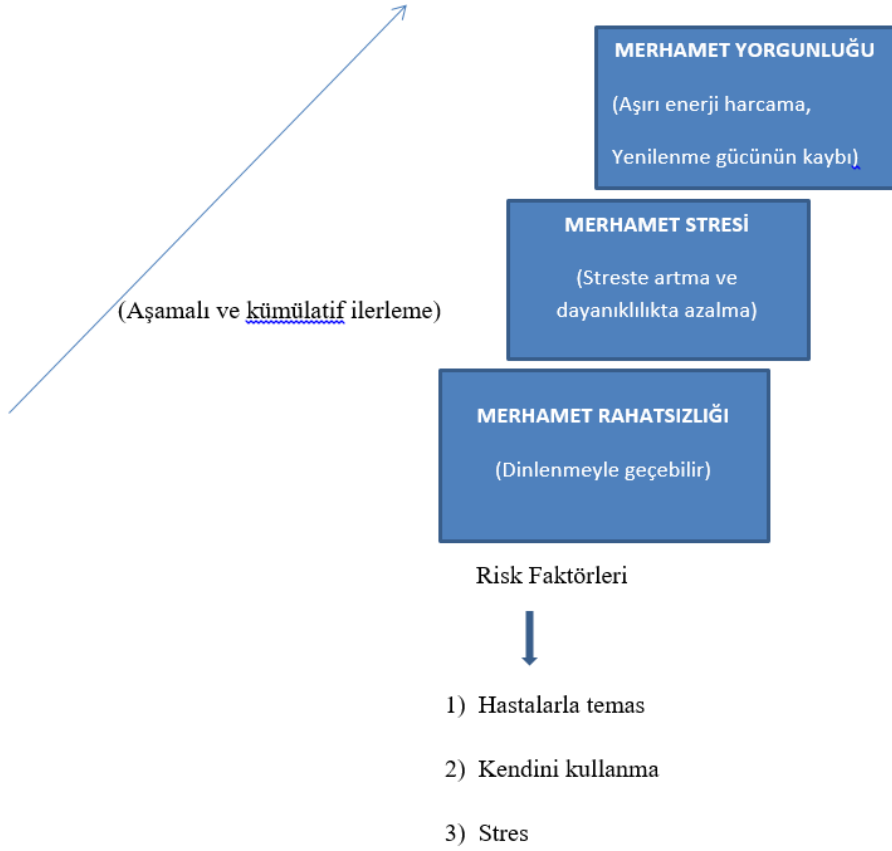 MERHAMET YORGUNLUĞU
(Aşırı enerji harcama,
Yenilenme gücünün kaybı)
MERHAMET STRESİ
(Streste artma ve
dayanıklılıkta azalma)
(Aşamalı ve kümülatif ilerleme)
MERHAMET RAHATSIZLIĞI
(Dinlenmeyle geçebilir)
Risk Faktörleri
1) Hastalarla temas
2) Kendini kullanma
3) Stres